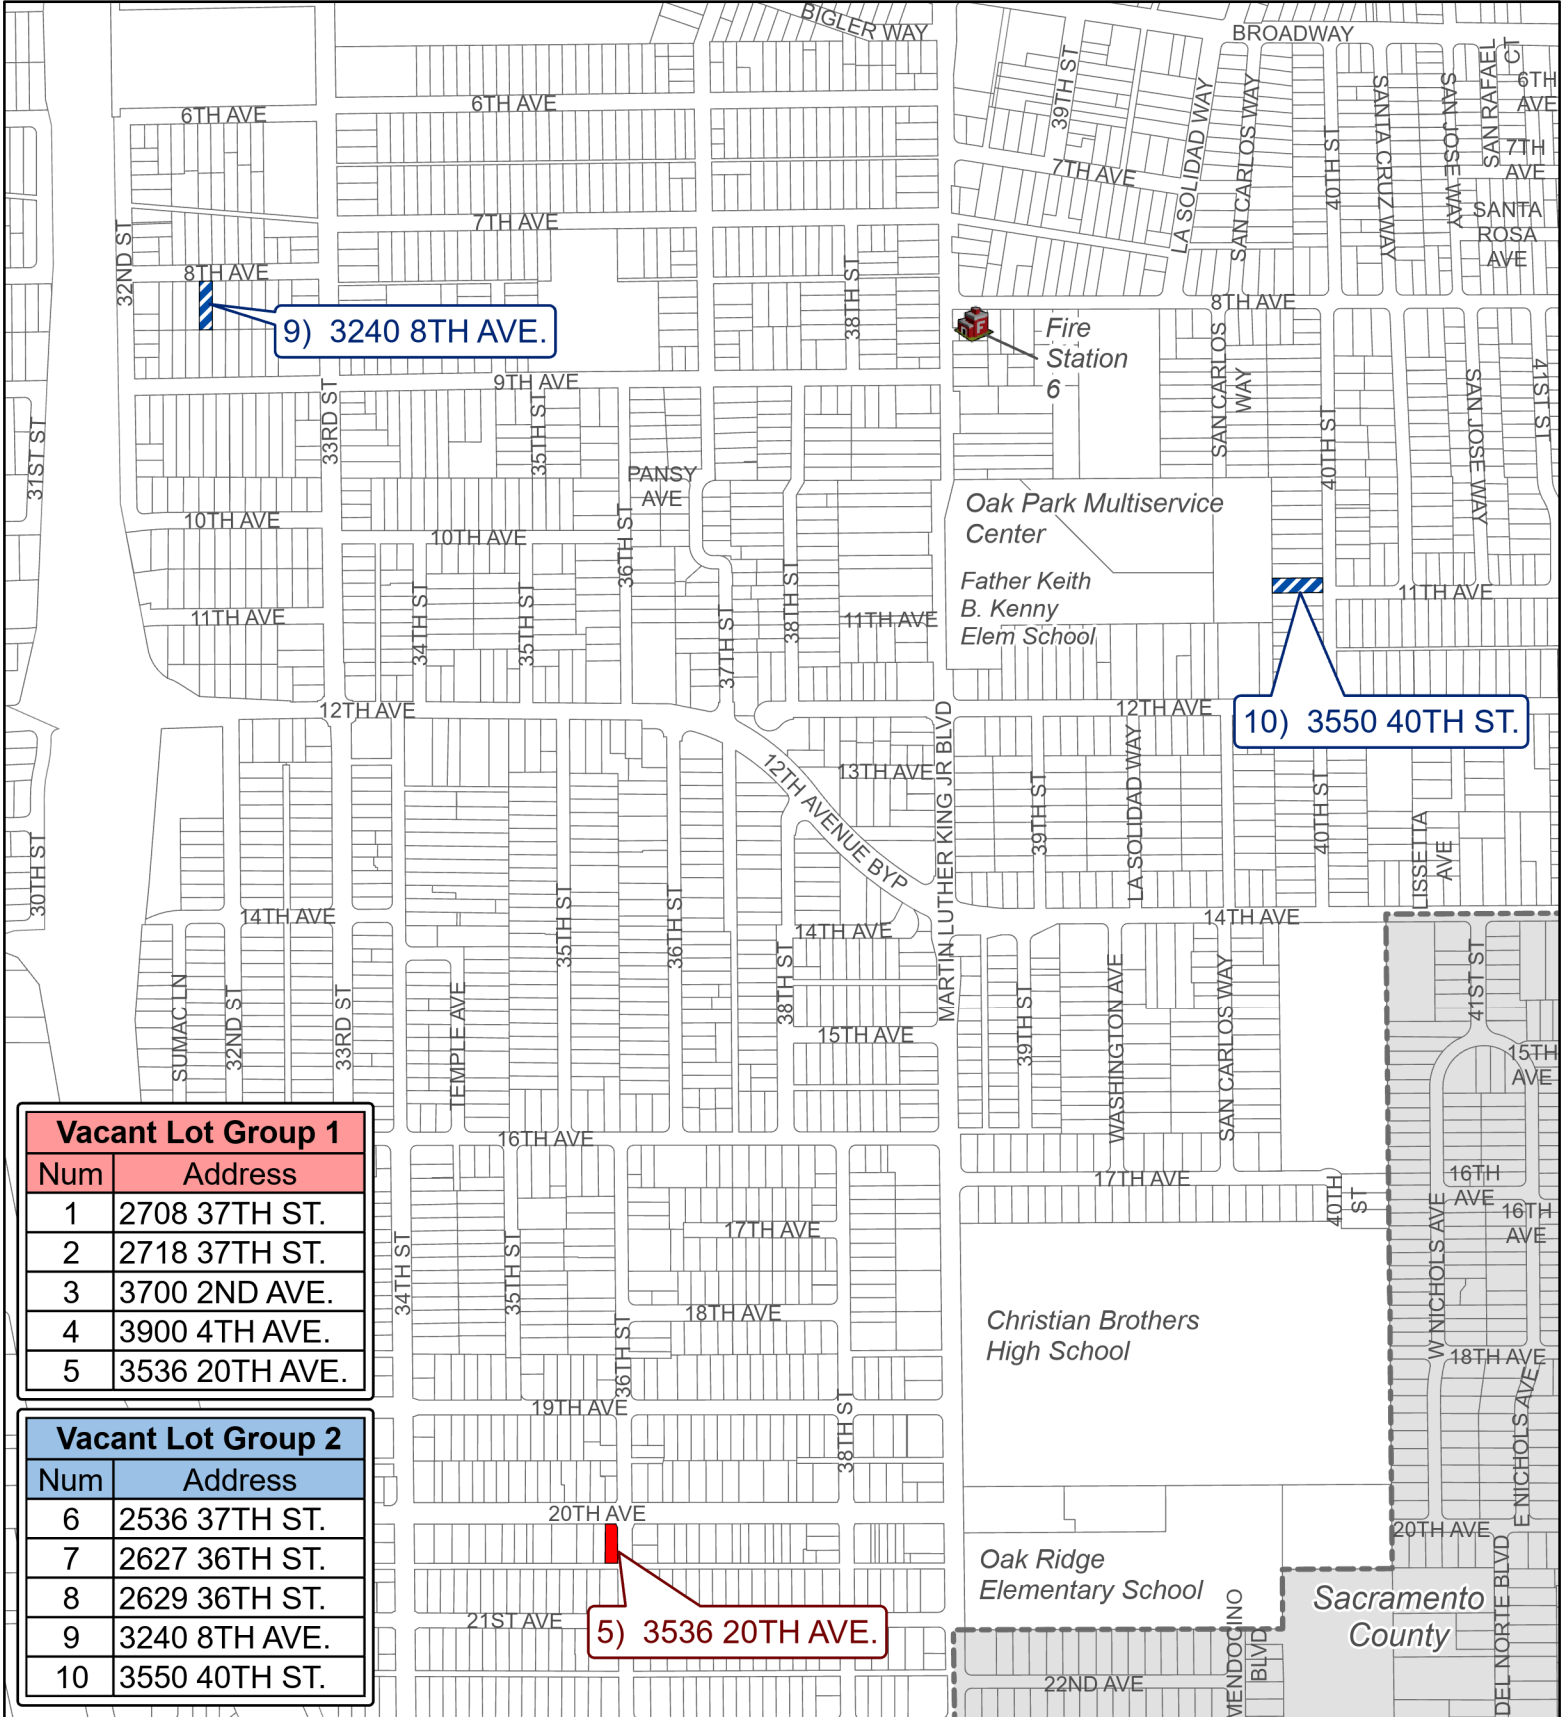 BIGLER WAY
BROADWAY
SAN RAFAEL
CT
6TH
AVE
6TH AVE
6TH AVE
39TH ST
LA SOLIDAD WAY
SAN CARLOS WAY
40TH ST
SANTA CRUZ WAY
SAN JOSE WAY
7TH
AVE
7TH AVE
7TH AVE
SANTA
ROSA
AVE
32ND ST
8TH AVE
38TH ST
8TH AVE
9) 3240 8TH AVE.
Fire
Station
6
F
SAN CARLOS
WAY
SAN JOSE WAY
41ST ST
9TH AVE
33RD ST
35TH ST
31ST ST
40TH ST
PANSY
AVE
Oak Park Multiservice
Center
10TH AVE
10TH AVE
36TH ST
Father Keith
B. Kenny
Elem School
11TH AVE
11TH AVE
11TH AVE
34TH ST
35TH ST
37TH ST
38TH ST
12TH AVE
12TH AVE
10) 3550 40TH ST.
MARTIN LUTHER KING JR BLVD
12TH AVENUE BYP
13TH AVE
39TH ST
LA SOLIDAD WAY
40TH ST
LISSETTA
AVE
30TH ST
35TH ST
36TH ST
14TH AVE
14TH AVE
14TH AVE
38TH ST
41ST ST
SUMAC LN
32ND ST
33RD ST
TEMPLE AVE
39TH ST
WASHINGTON AVE
SAN CARLOS WAY
15TH AVE
15TH
AVE
Vacant Lot Group 1
Num Address
1 2708 37TH ST.
2 2718 37TH ST.
3 3700 2ND AVE.
4 3900 4TH AVE.
5 3536 20TH AVE.
Vacant Lot Group 2
Num Address
6 2536 37TH ST.
7 2627 36TH ST.
8 2629 36TH ST.
9 3240 8TH AVE.
10 3550 40TH ST.
16TH AVE
17TH AVE
40TH
ST
16TH
AVE
16TH
AVE
17TH AVE
34TH ST
35TH ST
W NICHOLS AVE
18TH AVE
Christian Brothers
High School
36TH ST
18TH AVE
19TH AVE
38TH ST
E NICHOLS AVE
20TH AVE
20TH AVE
Oak Ridge
Elementary School
Sacramento
County
21ST AVE
5) 3536 20TH AVE.
MENDOCINO
BLVD
DEL NORTE BLVD
22ND AVE